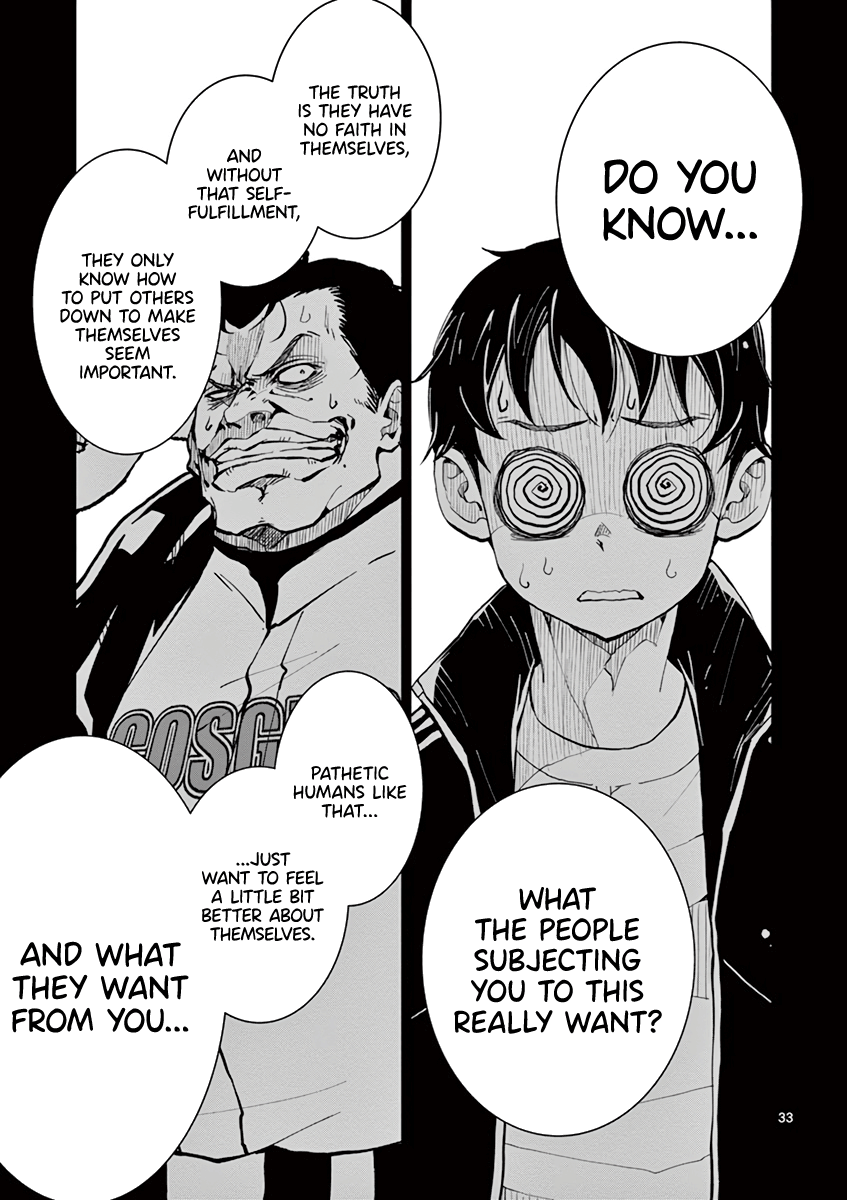 DO YOU
KNOW...
WHAT
THE PEOPLE
SUBJECTING
YOU TO THIS
REALLY WANT?
THE TRUTH
IS THEY HAVE
NO FAITH IN
THEMSELVES,
AND
WITHOUT
THAT SELF-
FULFILLMENT,
THEY ONLY
KNOW HOW
TO PUT OTHERS
DOWN TO MAKE
THEMSELVES
SEEM
IMPORTANT.
PATHETIC
HUMANS LIKE
THAT...
...JUST
WANT TO FEEL
A LITTLE BIT
BETTER ABOUT
THEMSELVES.
AND WHAT
THEY WANT
FROM YOU...
33